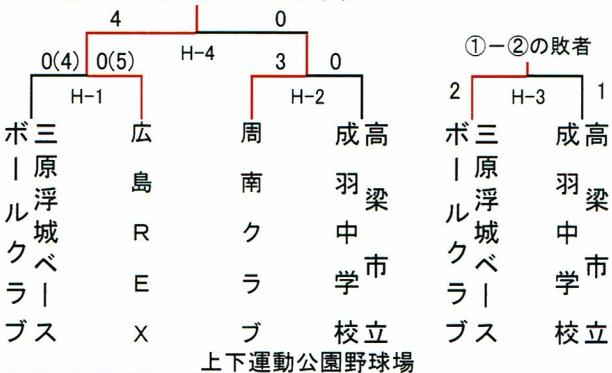 4 0
H-4
0(4) 0(5) 3 0
①－②の敗者
H-1 H-2 2 H-3 1
三原浮城ベース
ボールクラブ
広島REX
周南クラブ
高梁市立
成羽中学校
三原浮城ベース
ボールクラブ
高梁市立
成羽中学校
上下運動公園野球場